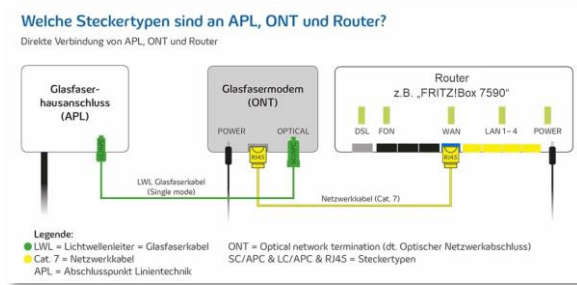 Welche Steckertypen sind an APL, ONT und Router?
Direkte Verbindung von APL, ONT und Router
Glasfaser-
hausanschluss
(APL)
Glasfasermodem
(ONT)
POWER OPTICAL
Router
z.B. „FRITZ!Box 7590“
DSL FON WAN LAN 1– 4 POWER
RJ45
RJ45
LWL Glasfaserkabel
(Single mode)
Netzwerkkabel (Cat. 7)
Legende:
LWL = Lichtwellenleiter = Glasfaserkabel
Cat. 7 = Netzwerkkabel
APL = Abschlusspunkt Linientechnik
ONT = Optical network termination (dt. Optischer Netzwerkabschluss)
SC/APC & LC/APC & RJ45 = Steckertypen